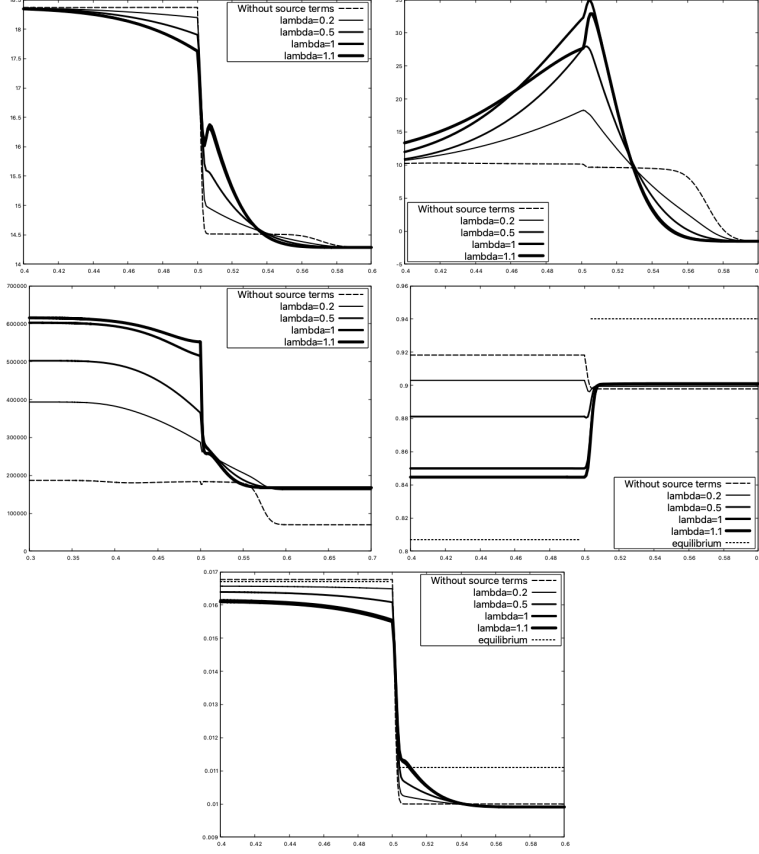 18.5
18
17.5
17
16.5
16
15.5
15
14.5
14
0.4 0.42 0.44 0.46 0.48 0.5 0.52 0.54 0.56 0.58 0.6
Without source terms
lambda=0.2
lambda=0.5
lambda=1
lambda=1.1
35
30
25
20
15
10
5
0
-5
0.4 0.42 0.44 0.46 0.48 0.5 0.52 0.54 0.56 0.58 0.
Without source terms
lambda=0.2
lambda=0.5
lambda=1
lambda=1.1
700000
600000
500000
400000
300000
200000
100000
0
0.3 0.35 0.4 0.45 0.5 0.55 0.6 0.65 0.7
Without source terms
lambda=0.2
lambda=0.5
lambda=1
lambda=1.1
0.96
0.94
0.92
0.9
0.88
0.86
0.84
0.82
0.8
0.4 0.42 0.44 0.46 0.48 0.5 0.52 0.54 0.56 0.58 0.
Without source terms
lambda=0.2
lambda=0.5
lambda=1
lambda=1.1
equilibrium
0.017
0.016
0.015
0.014
0.013
0.012
0.011
0.01
0.009
0.4 0.42 0.44 0.46 0.48 0.5 0.52 0.54 0.56 0.58 0.6
Without source terms
lambda=0.2
lambda=0.5
lambda=1
lambda=1.1
equilibrium